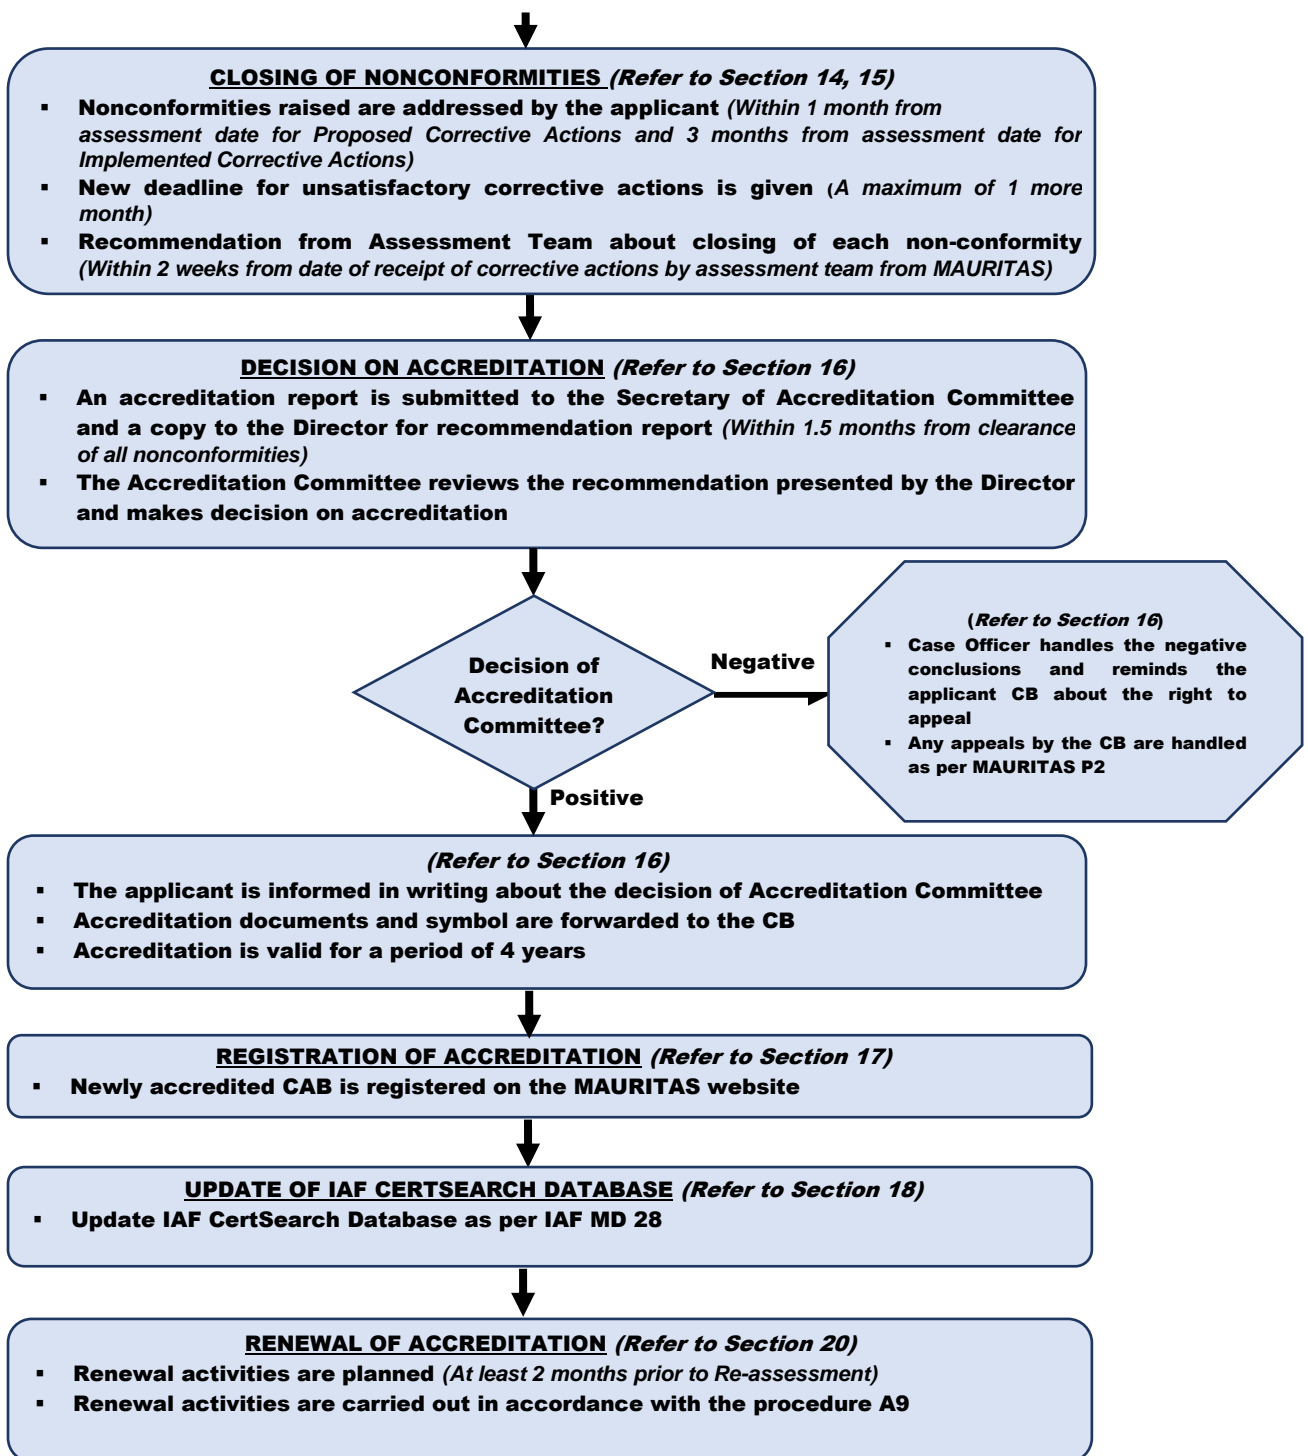 CLOSING OF NONCONFORMITIES (Refer to Section 14, 15)
▪ Nonconformities raised are addressed by the applicant (Within 1 month from
assessment date for Proposed Corrective Actions and 3 months from assessment date for
Implemented Corrective Actions)
▪ New deadline for unsatisfactory corrective actions is given (A maximum of 1 more
month)
▪ Recommendation from Assessment Team about closing of each non-conformity
(Within 2 weeks from date of receipt of corrective actions by assessment team from MAURITAS)
DECISION ON ACCREDITATION (Refer to Section 16)
▪ An accreditation report is submitted to the Secretary of Accreditation Committee
and a copy to the Director for recommendation report (Within 1.5 months from clearance
of all nonconformities)
▪ The Accreditation Committee reviews the recommendation presented by the Director
and makes decision on accreditation
Decision of
Accreditation
Committee?
Negative
(Refer to Section 16)
▪ Case Officer handles the negative
conclusions and reminds the
applicant CB about the right to
appeal
▪ Any appeals by the CB are handled
as per MAURITAS P2
Positive
(Refer to Section 16)
▪ The applicant is informed in writing about the decision of Accreditation Committee
▪ Accreditation documents and symbol are forwarded to the CB
▪ Accreditation is valid for a period of 4 years
REGISTRATION OF ACCREDITATION (Refer to Section 17)
▪ Newly accredited CAB is registered on the MAURITAS website
UPDATE OF IAF CERTSEARCH DATABASE (Refer to Section 18)
▪ Update IAF CertSearch Database as per IAF MD 28
RENEWAL OF ACCREDITATION (Refer to Section 20)
▪ Renewal activities are planned (At least 2 months prior to Re-assessment)
▪ Renewal activities are carried out in accordance with the procedure A9